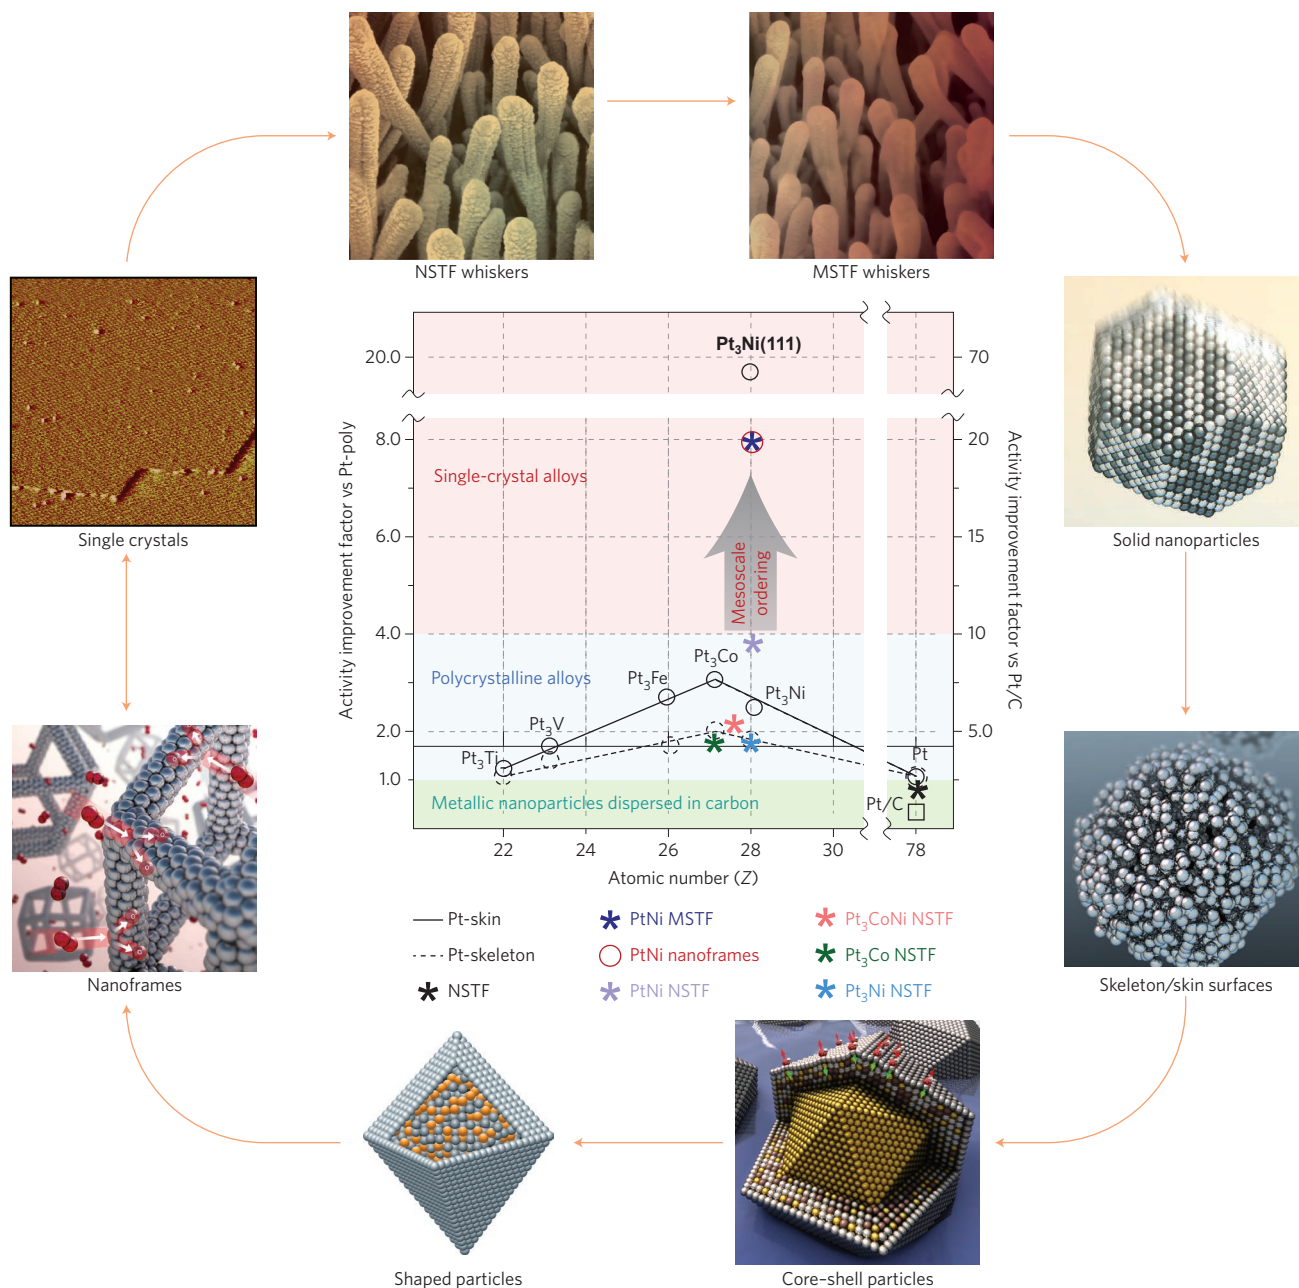 NSTF whiskers
MSTF whiskers
Single crystals
Solid nanoparticles
Nanoframes
Skeleton/skin surfaces
Shaped particles
Core–shell particles
Activity improvement factor vs Pt-poly
20.0
8.0
6.0
4.0
2.0
1.0
Pt₃Ni(111)
Single-crystal alloys
Mesoscale
ordering
Polycrystalline alloys
Pt₃Ti
Pt₃V
Pt₃Fe
Pt₃Co
Pt₃Ni
Pt
Pt/C
Metallic nanoparticles dispersed in carbon
70
20
15
10
5.0
Activity improvement factor vs Pt/C
22
24
26
28
30
78
Atomic number (Z)
Pt-skin
Pt-skeleton
NSTF
PtNi MSTF
PtNi nanoframes
PtNi NSTF
Pt₃CoNi NSTF
Pt₃Co NSTF
Pt₃Ni NSTF